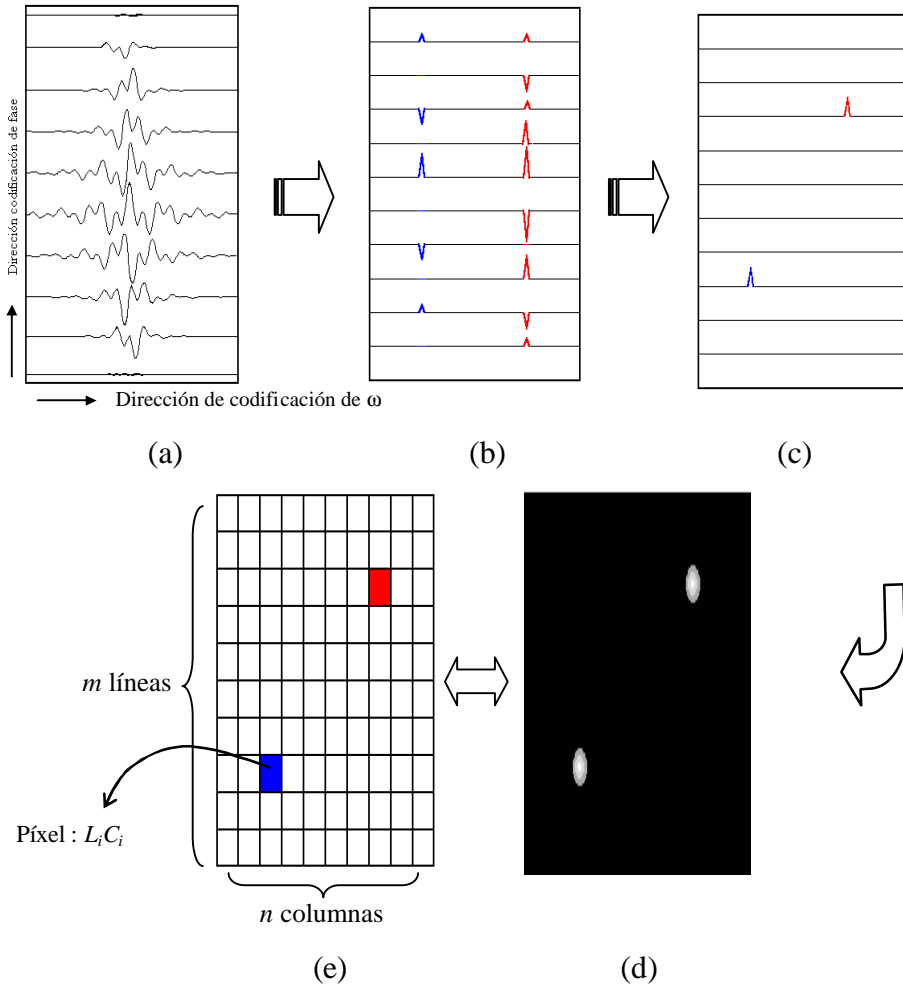 Dirección codificación de fase
Dirección de codificación de ω
(a)
(b)
(c)
m líneas
Píxel : LiCi
n columnas
(e)
(d)